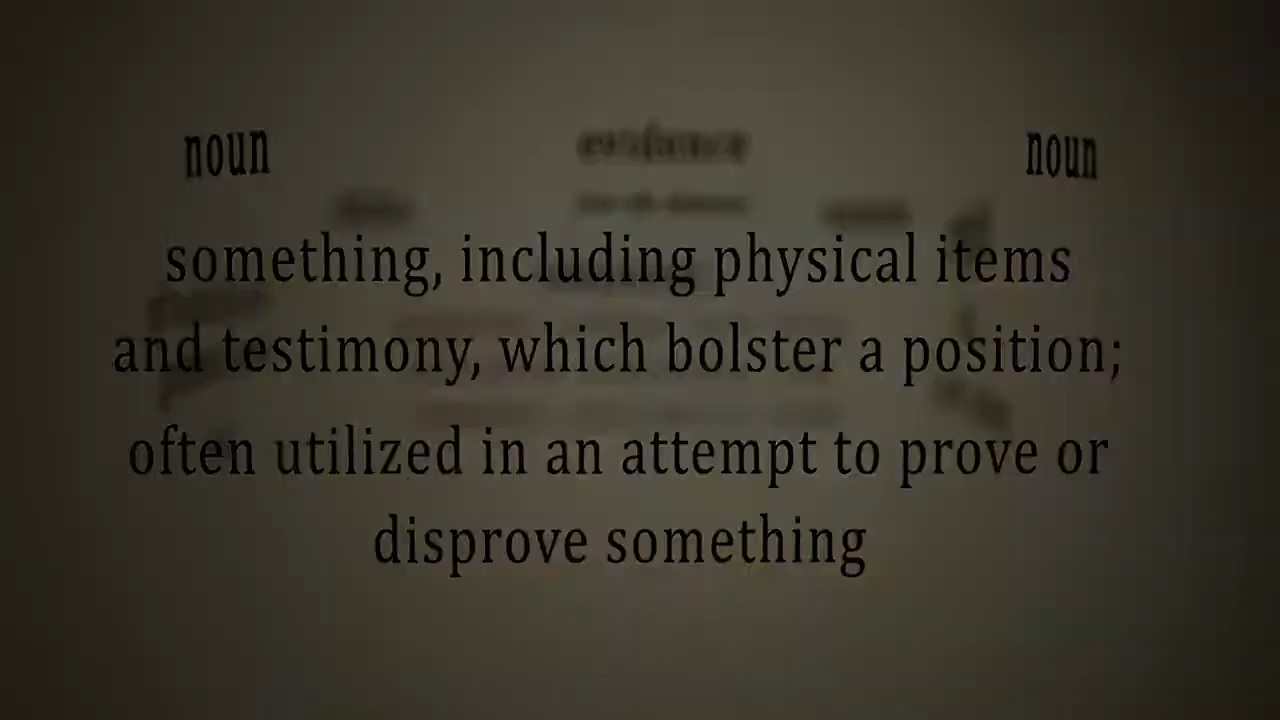 noun evidence noun
something, including physical items
and testimony, which bolster a position;
often utilized in an attempt to prove or
disprove something